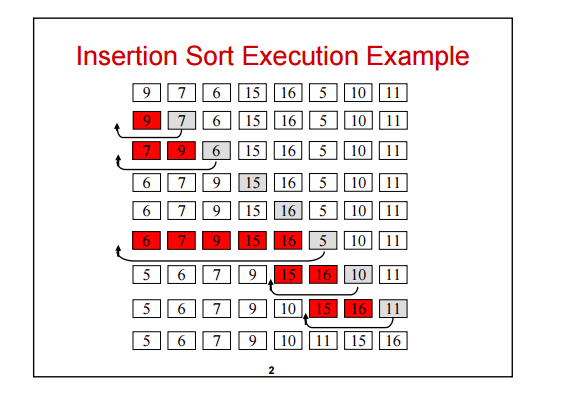 Insertion Sort Execution Example
9 7 6 15 16 5 10 11
9 7 6 15 16 5 10 11
7 9 6 15 16 5 10 11
6 7 9 15 16 5 10 11
6 7 9 15 16 5 10 11
6 7 9 15 16 5 10 11
5 6 7 9 15 16 10 11
5 6 7 9 10 15 16 11
5 6 7 9 10 11 15 16
2